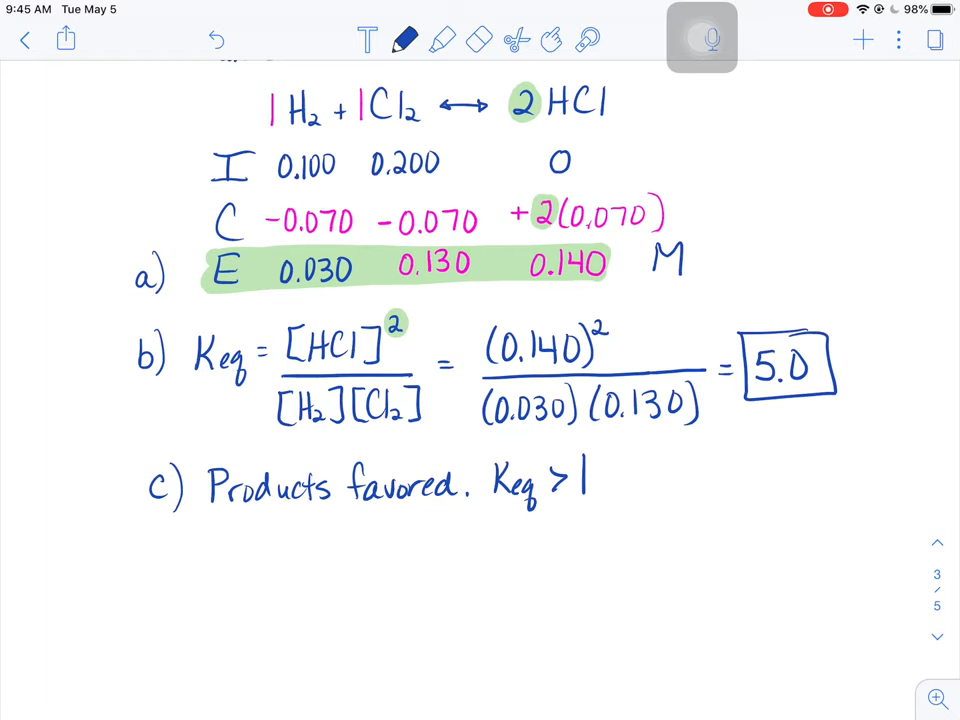 9:45 AM Tue May 5 98%
1 H₂ + 1 Cl₂ ⟷ 2 HCl
I 0.100 0.200 0
C -0.070 -0.070 +2(0.070)
a) E 0.030 0.130 0.140 M
b) Keq = [HCl]² / [H₂][Cl₂] = (0.140)² / (0.030)(0.130) = 5.0
c) Products favored. Keq > 1
3
/
5